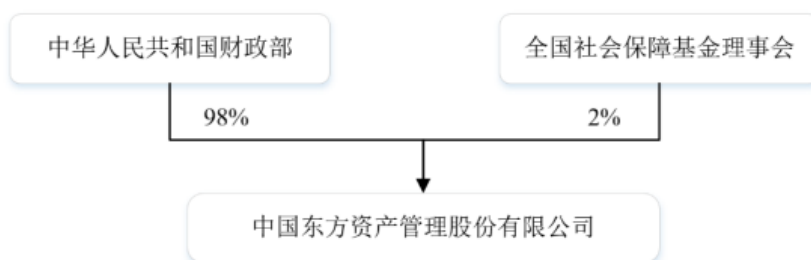 中华人民共和国财政部
全国社会保障基金理事会
98%
2%
中国东方资产管理股份有限公司